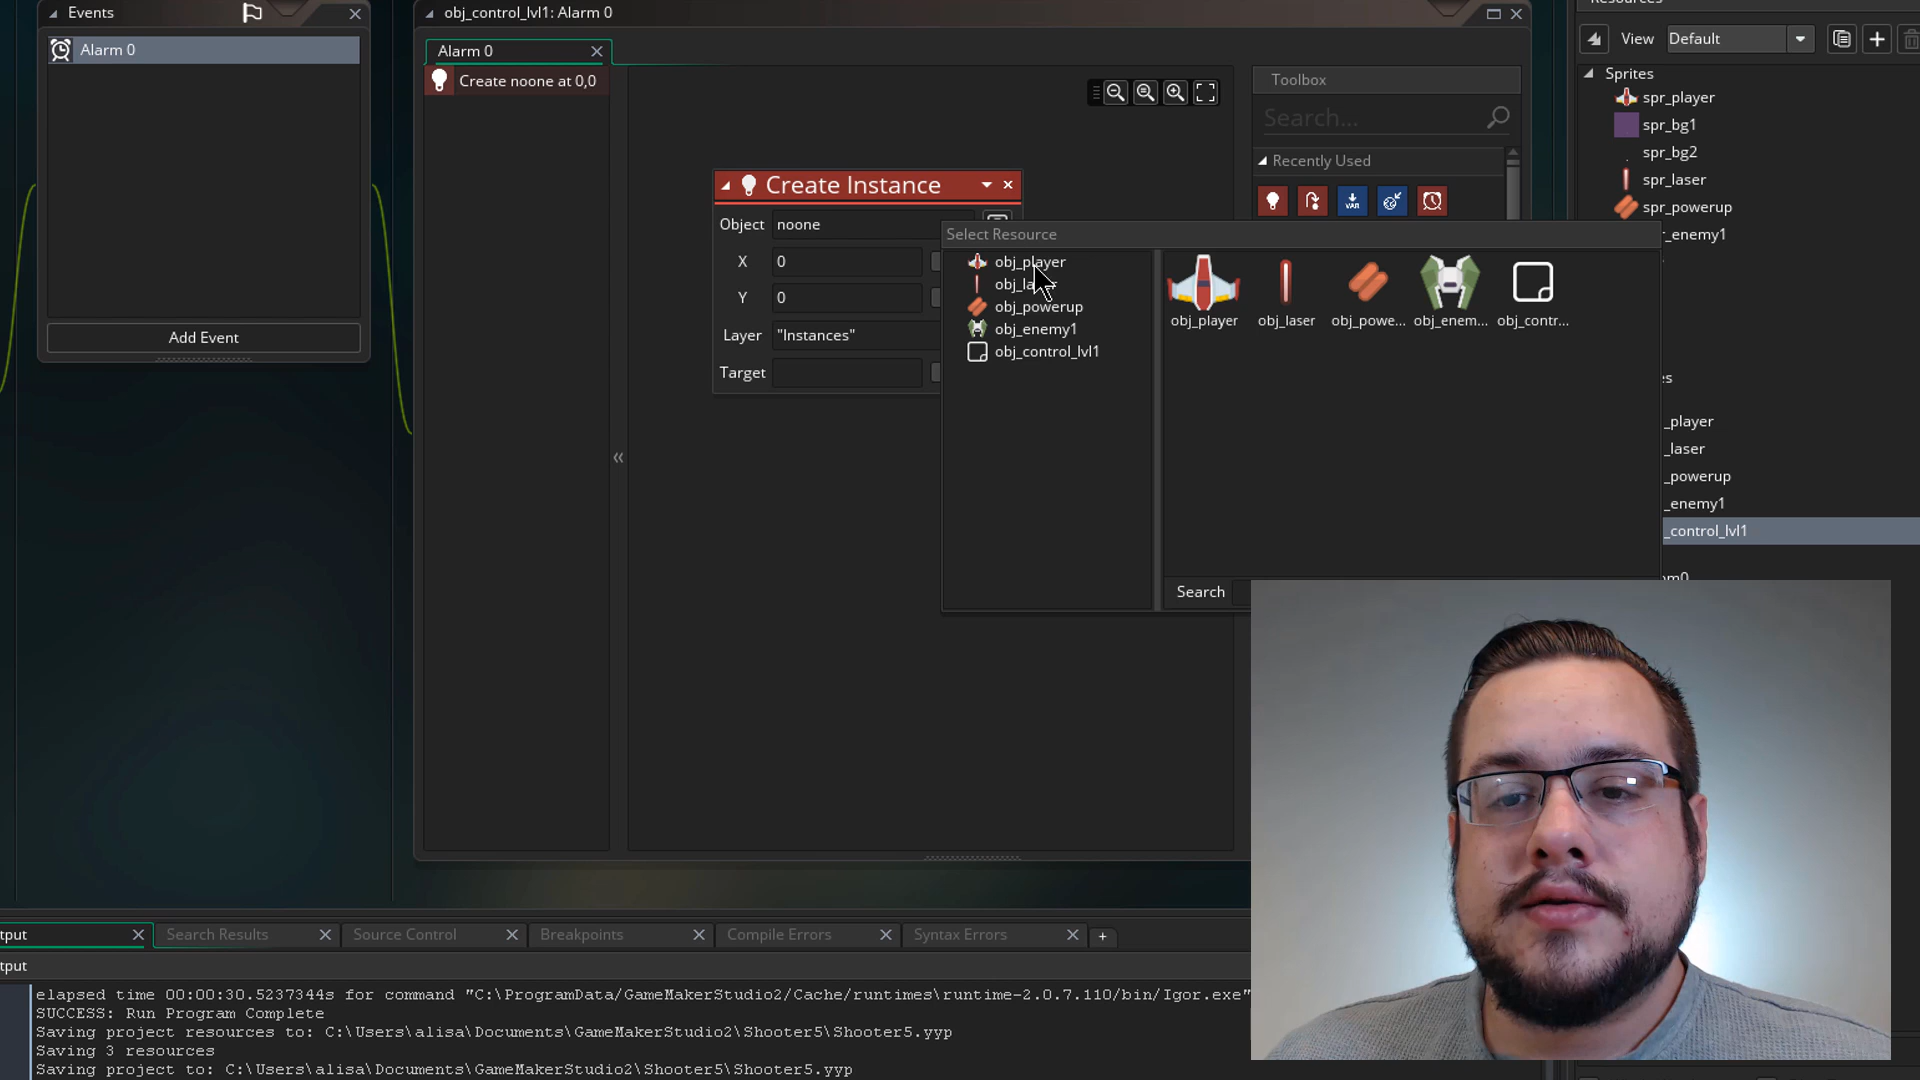 Events
Alarm 0
Add Event
obj_control_lvl1: Alarm 0
Alarm 0
Create noone at 0,0
Create Instance
Object noone
X 0
Y 0
Layer "Instances"
Target
Toolbox
Search...
Recently Used
VAR
Select Resource
obj_player
obj_powerup
obj_enemy1
obj_control_lvl1
obj_player obj_laser obj_powe... obj_enem... obj_contr...
Search
Resources
View Default
Sprites
spr_player
spr_bg1
spr_bg2
spr_laser
spr_powerup
_enemy1
_player
_laser
_powerup
_enemy1
_control_lvl1
tput
Search Results
Source Control
Breakpoints
Compile Errors
Syntax Errors
+
tput
elapsed time 00:00:30.5237344s for command "C:\ProgramData/GameMakerStudio2/Cache/runtimes\runtime-2.0.7.110/bin/Igor.exe"
SUCCESS: Run Program Complete
Saving project resources to: C:\Users\alisa\Documents\GameMakerStudio2\Shooter5\Shooter5.yyp
Saving 3 resources
Saving project to: C:\Users\alisa\Documents\GameMakerStudio2\Shooter5\Shooter5.yyp